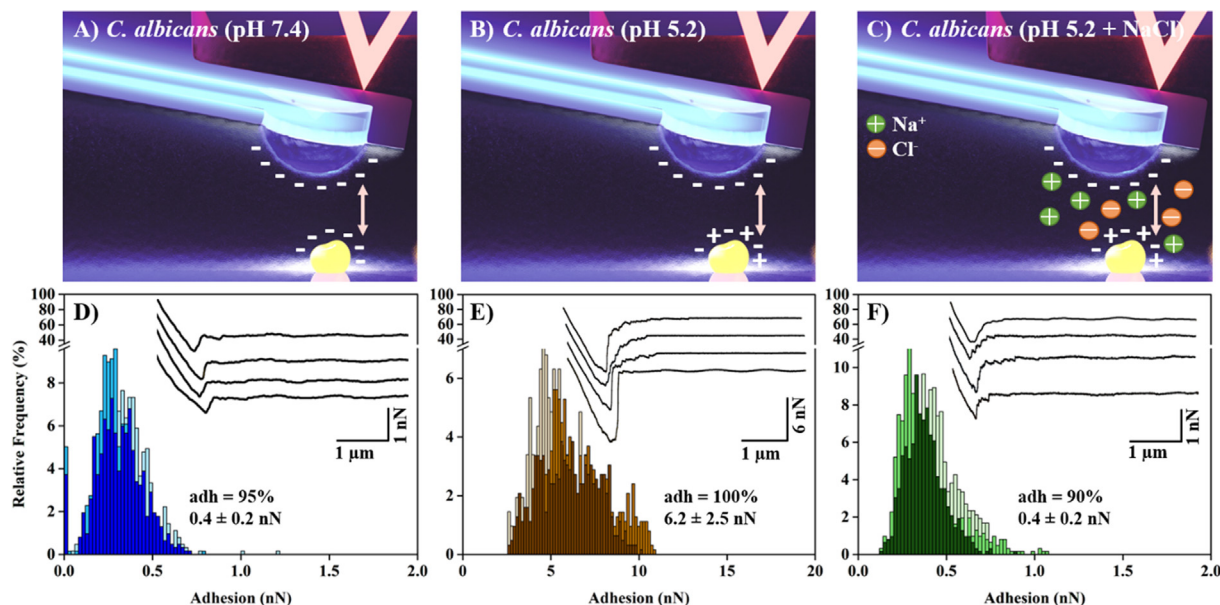 A) C. albicans (pH 7.4)
B) C. albicans (pH 5.2)
C) C. albicans (pH 5.2 + NaCl)
+ Na⁺
− Cl⁻
D)
100
80
60
40
8
6
4
2
0
Relative Frequency (%)
1 nN
1 μm
adh = 95%
0.4 ± 0.2 nN
0.0 0.5 1.0 1.5 2.0
Adhesion (nN)
E)
100
80
60
40
6
4
2
0
6 nN
1 μm
adh = 100%
6.2 ± 2.5 nN
5 10 15 20
Adhesion (nN)
F)
100
80
60
40
10
8
6
4
2
0
1 nN
1 μm
adh = 90%
0.4 ± 0.2 nN
0.0 0.5 1.0 1.5 2.0
Adhesion (nN)